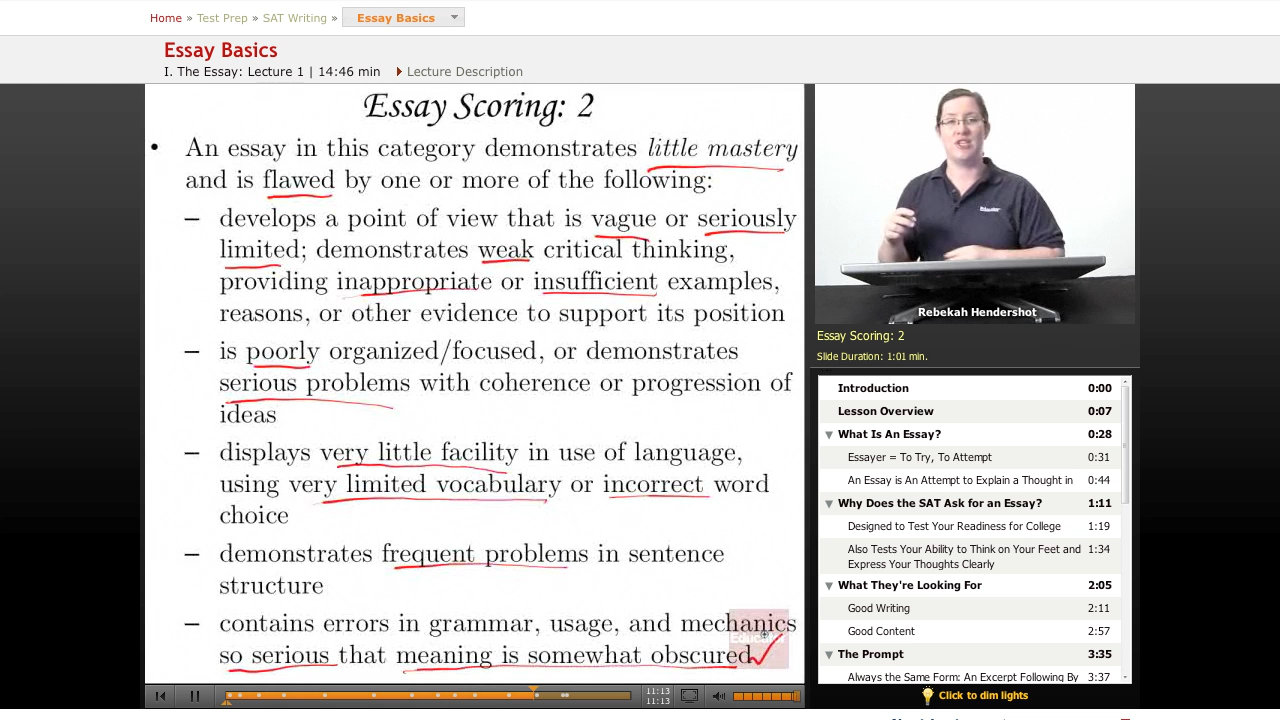 Home » Test Prep » SAT Writing » Essay Basics
Essay Basics
I. The Essay: Lecture 1 | 14:46 min Lecture Description
Essay Scoring: 2
• An essay in this category demonstrates little mastery
and is flawed by one or more of the following:
– develops a point of view that is vague or seriously
limited; demonstrates weak critical thinking,
providing inappropriate or insufficient examples,
reasons, or other evidence to support its position
– is poorly organized/focused, or demonstrates
serious problems with coherence or progression of
ideas
– displays very little facility in use of language,
using very limited vocabulary or incorrect word
choice
– demonstrates frequent problems in sentence
structure
– contains errors in grammar, usage, and mechanics
so serious that meaning is somewhat obscured
11:13
11:13
Rebekah Hendershot
Essay Scoring: 2
Slide Duration: 1:01 min.
Introduction 0:00
Lesson Overview 0:07
What Is An Essay? 0:28
Essayer = To Try, To Attempt 0:31
An Essay is An Attempt to Explain a Thought in 0:44
Why Does the SAT Ask for an Essay? 1:11
Designed to Test Your Readiness for College 1:19
Also Tests Your Ability to Think on Your Feet and 1:34
Express Your Thoughts Clearly
What They're Looking For 2:05
Good Writing 2:11
Good Content 2:57
The Prompt 3:35
Always the Same Form: An Excerpt Following By 3:37
Click to dim lights